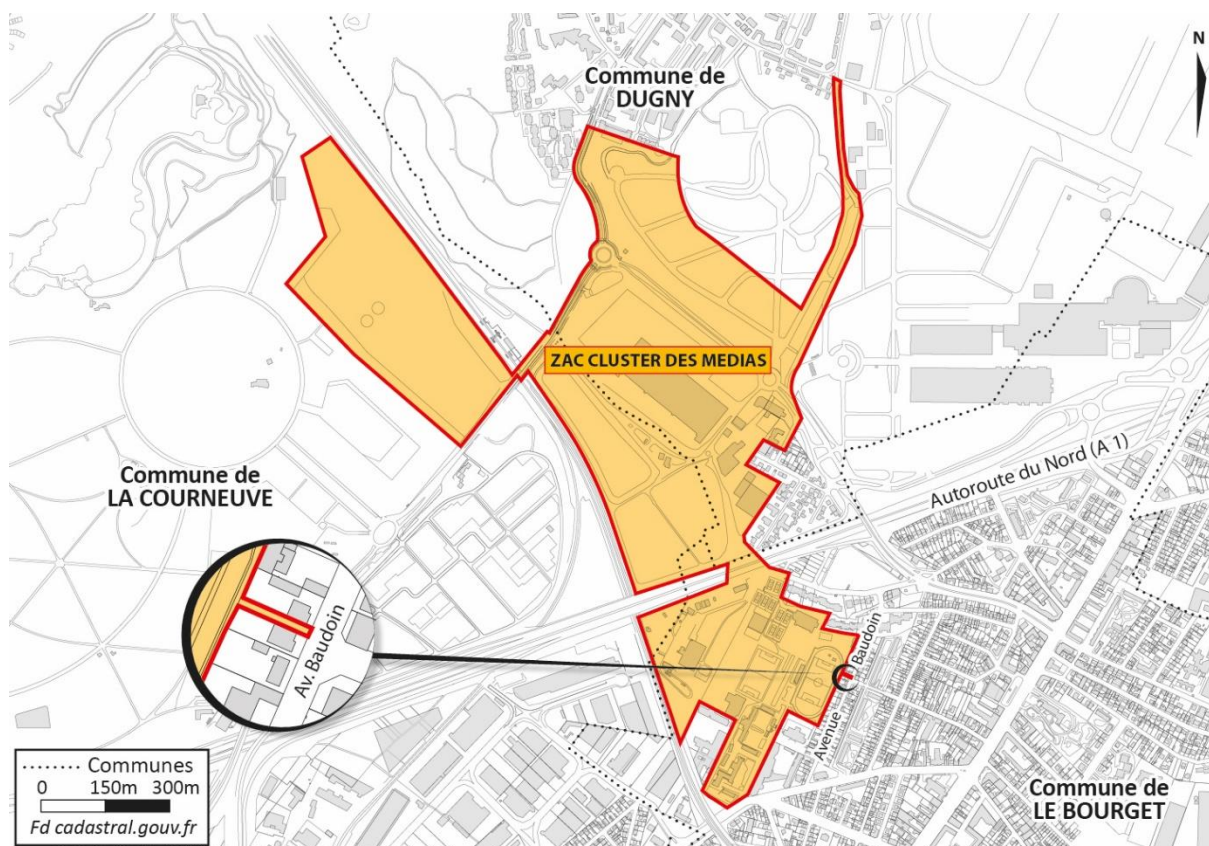 Commune de
DUGNY
N
ZAC CLUSTER DES MEDIAS
Commune de
LA COURNEUVE
Autoroute du Nord (A 1)
Av. Baudoin
Avenue Baudoin
Commune de
LE BOURGET
Communes
0 150m 300m
Fd cadastral.gouv.fr